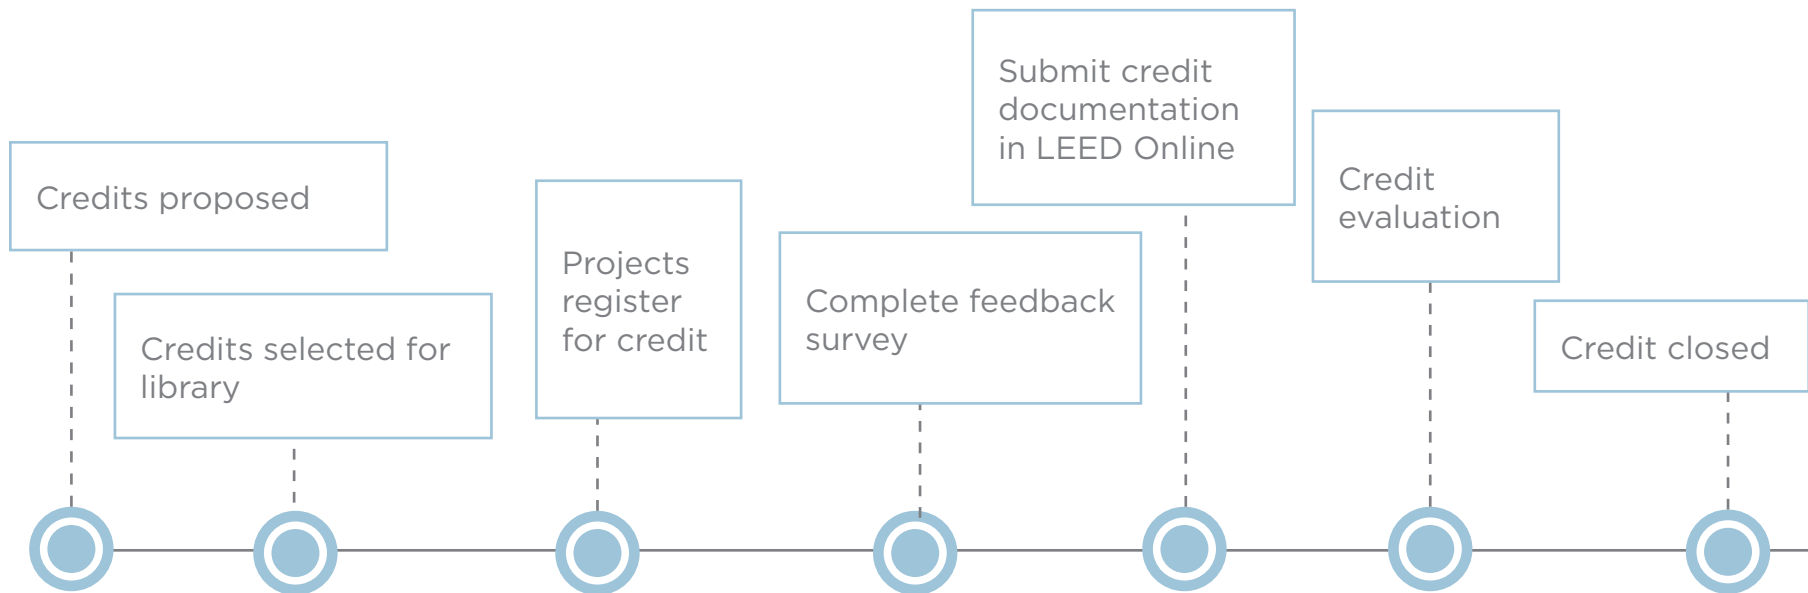 Credits proposed
Credits selected for
library
Projects
register
for credit
Complete feedback
survey
Submit credit
documentation
in LEED Online
Credit
evaluation
Credit closed